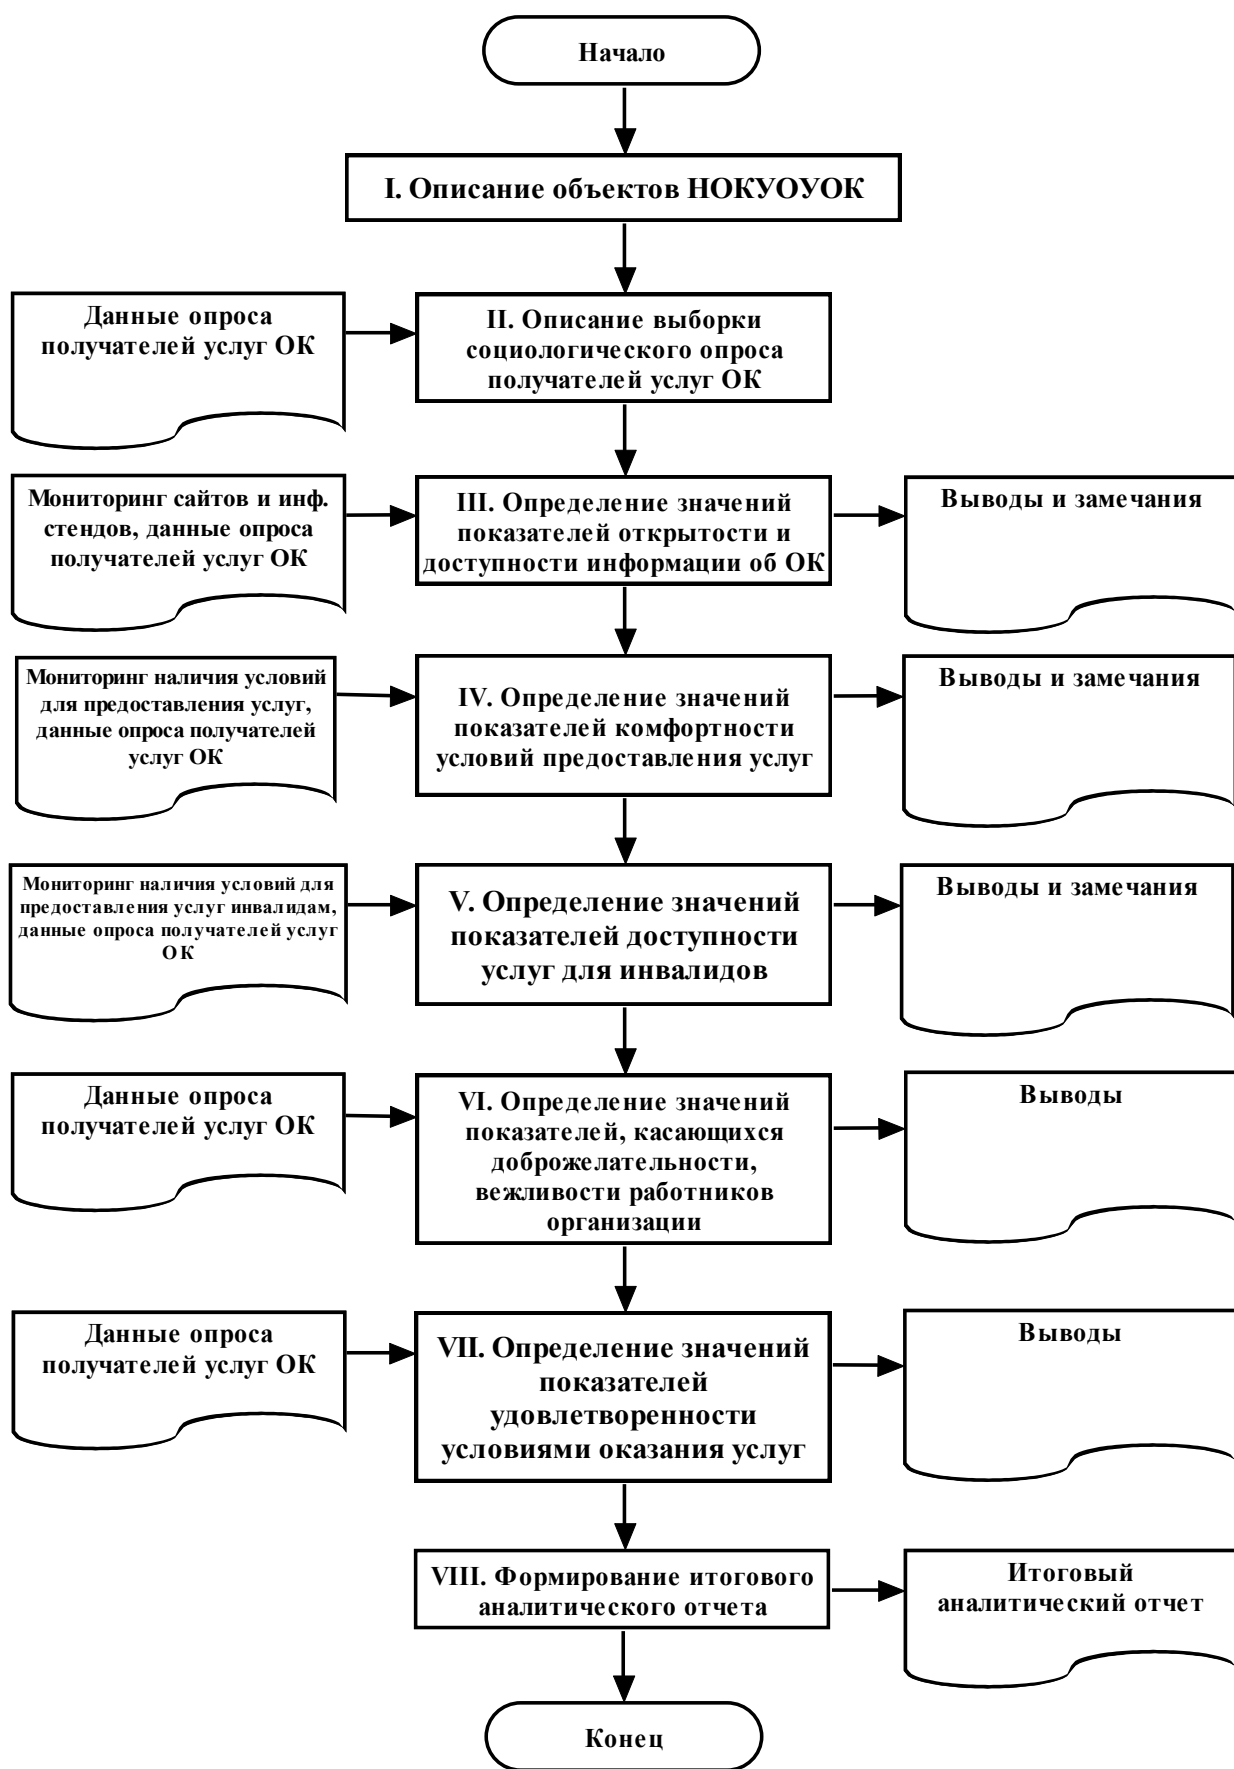 Начало
I. Описание объектов НОКУОУОК
Данные опроса
получателей услуг ОК
II. Описание выборки
социологического опроса
получателей услуг ОК
Мониторинг сайтов и инф.
стендов, данные опроса
получателей услуг ОК
III. Определение значений
показателей открытости и
доступности информации об ОК
Выводы и замечания
Мониторинг наличия условий
для предоставления услуг,
данные опроса получателей
услуг ОК
IV. Определение значений
показателей комфортности
условий предоставления услуг
Выводы и замечания
Мониторинг наличия условий для
предоставления услуг инвалидам,
данные опроса получателей услуг
ОК
V. Определение значений
показателей доступности
услуг для инвалидов
Выводы и замечания
Данные опроса
получателей услуг ОК
VI. Определение значений
показателей, касающихся
доброжелательности,
вежливости работников
организации
Выводы
Данные опроса
получателей услуг ОК
VII. Определение значений
показателей
удовлетворенности
условиями оказания услуг
Выводы
VIII. Формирование итогового
аналитического отчета
Итоговый
аналитический отчет
Конец